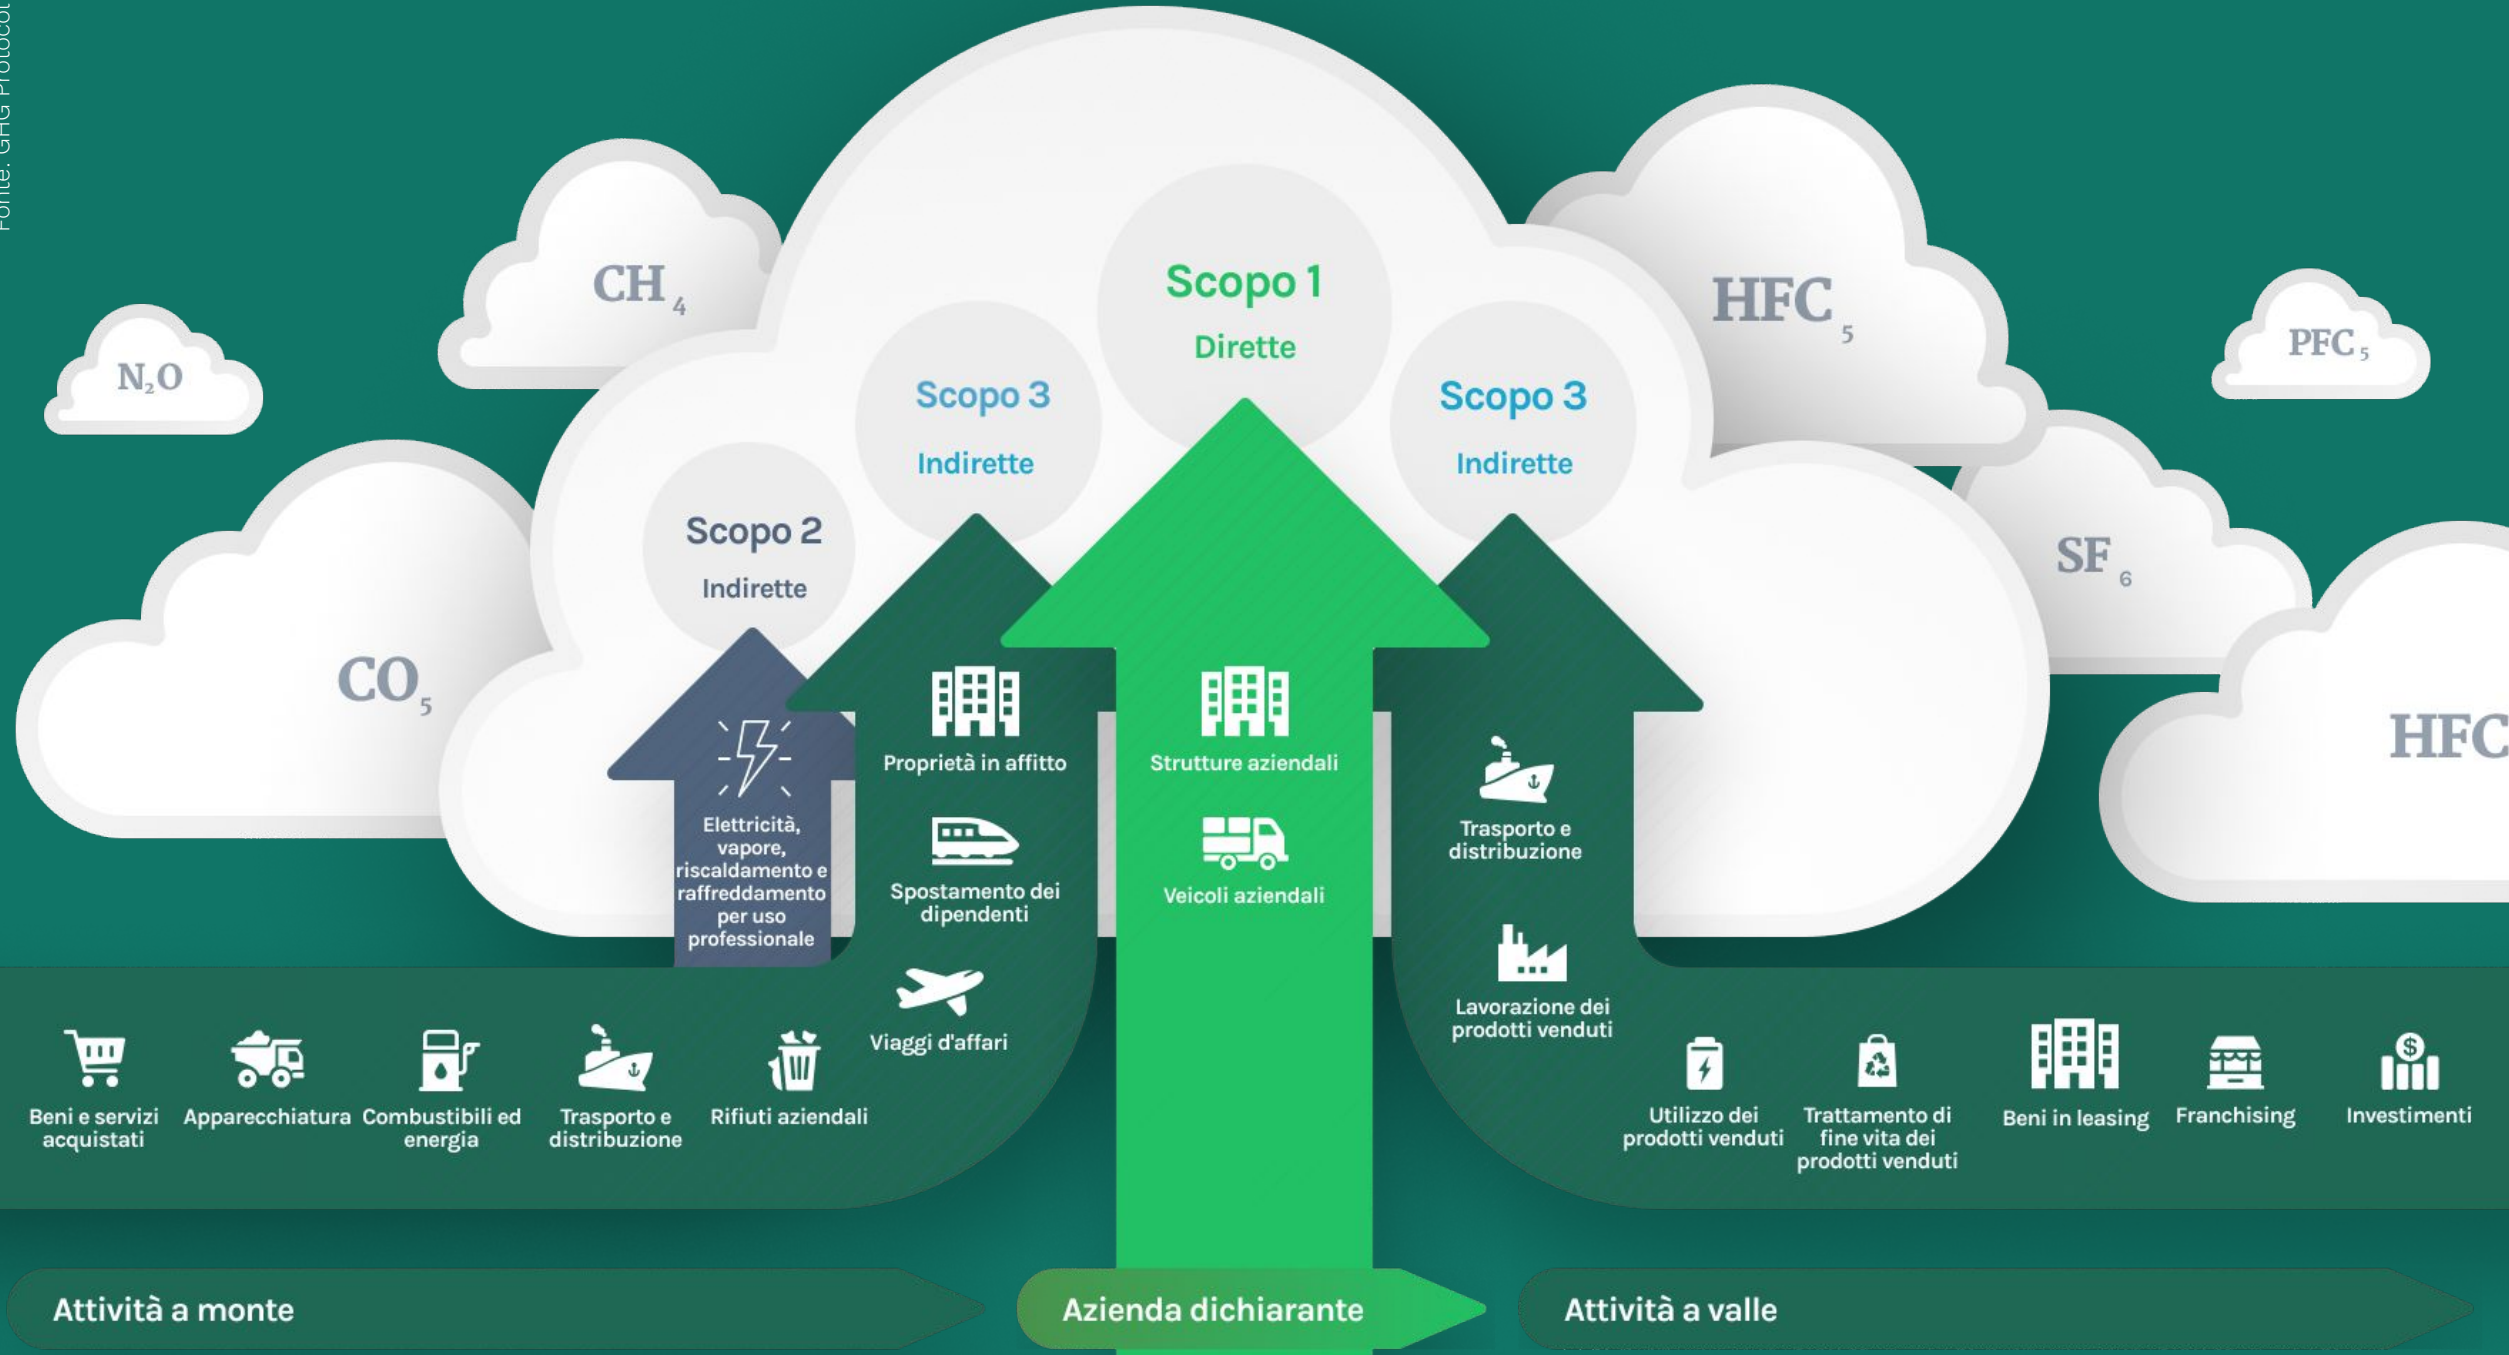 Fonte: GHG Protocol
CH₄
HFC₅
N₂O
PFC₅
CO₅
SF₆
HFC
Scopo 1
Dirette
Scopo 3
Indirette
Scopo 3
Indirette
Scopo 2
Indirette
Elettricità,
vapore,
riscaldamento e
raffreddamento
per uso
professionale
Proprietà in affitto
Spostamento dei
dipendenti
Viaggi d'affari
Strutture aziendali
Veicoli aziendali
Trasporto e
distribuzione
Lavorazione dei
prodotti venduti
Beni e servizi
acquistati
Apparecchiatura
Combustibili ed
energia
Trasporto e
distribuzione
Rifiuti aziendali
Utilizzo dei
prodotti venduti
Trattamento di
fine vita dei
prodotti venduti
Beni in leasing
Franchising
Investimenti
Attività a monte
Azienda dichiarante
Attività a valle